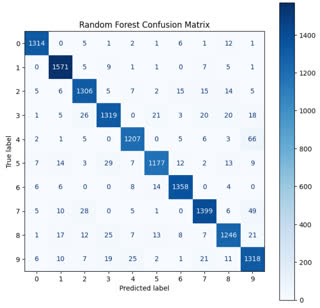 Random Forest Confusion Matrix
0 1314 0 5 1 2 1 6 1 12 1
1 0 1571 5 9 1 1 0 7 5 1
2 5 6 1306 5 7 2 15 15 14 5
3 1 5 26 1319 0 21 3 20 20 18
4 2 1 5 0 1207 0 5 6 3 66
5 7 14 3 29 7 1177 12 2 13 9
6 6 6 0 0 8 14 1358 0 4 0
7 5 10 28 0 5 1 0 1399 6 49
8 1 17 12 25 7 13 8 7 1246 21
9 6 10 7 19 25 2 1 21 11 1318
0 1 2 3 4 5 6 7 8 9
Predicted label
True label
1400
1200
1000
800
600
400
200
0